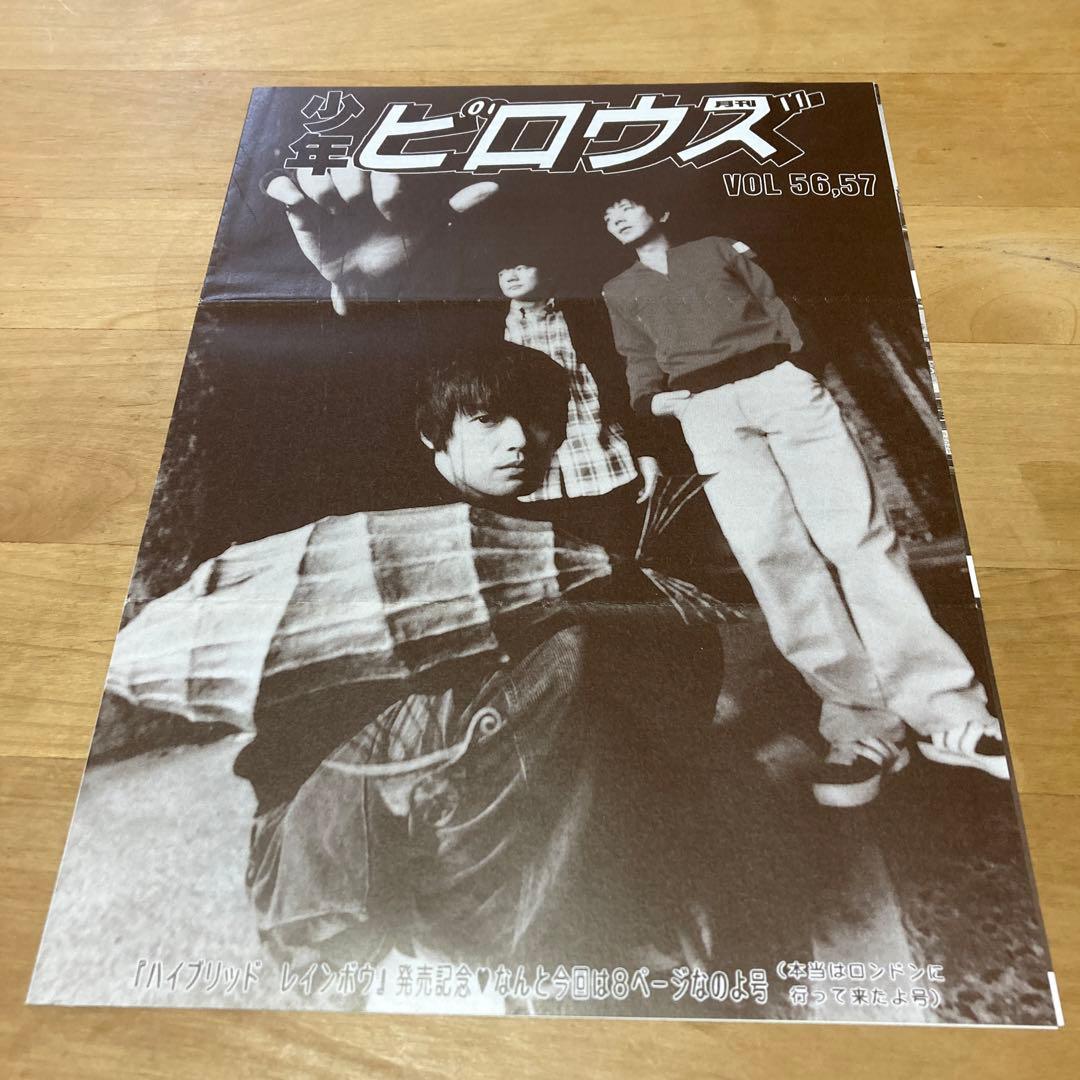 月刊
少年ピロウズ
VOL 56,57
『ハイブリッド レインボウ』発売記念♥なんと今回は8ページなのよ号(本当はロンドンに
行って来たよ号)